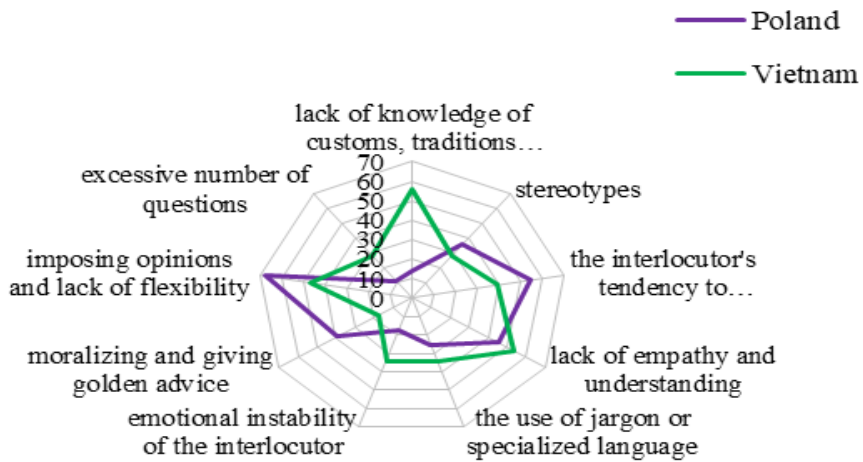 Poland
Vietnam
lack of knowledge of
customs, traditions…
70
60
50
40
30
20
10
0
stereotypes
the interlocutor's
tendency to…
lack of empathy and
understanding
the use of jargon or
specialized language
emotional instability
of the interlocutor
moralizing and giving
golden advice
imposing opinions
and lack of flexibility
excessive number of
questions